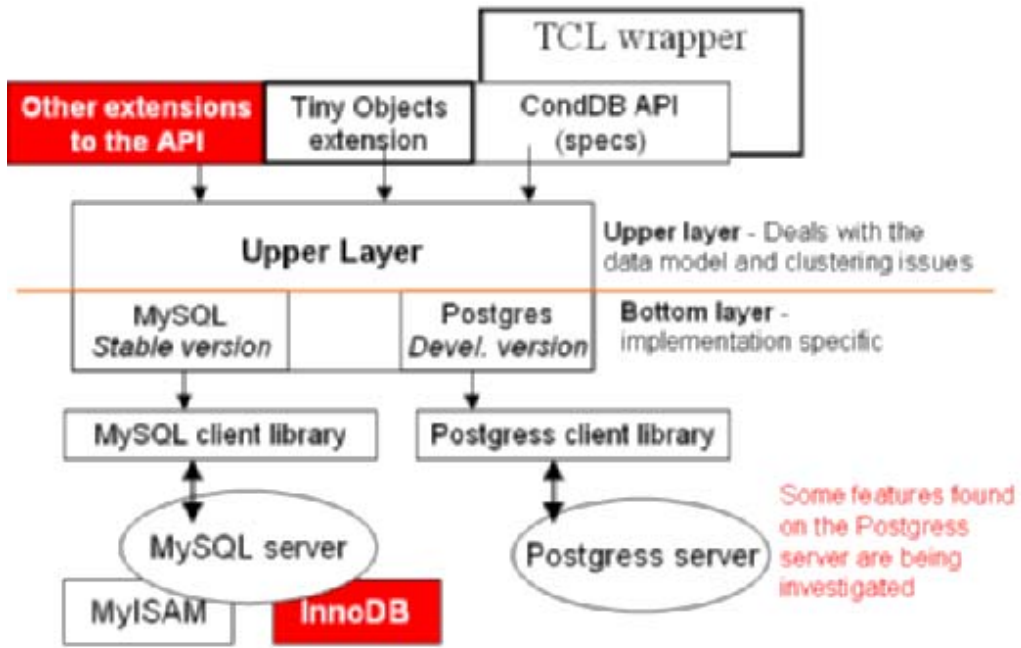 TCL wrapper
Other extensions
to the API
Tiny Objects
extension
CondDB API
(specs)
Upper Layer
Upper layer - Deals with the
data model and clustering issues
MySQL
Stable version
Postgres
Devel. version
Bottom layer -
implementation specific
MySQL client library
Postgress client library
MySQL server
Postgress server
Some features found
on the Postgress
server are being
investigated
MyISAM
InnoDB